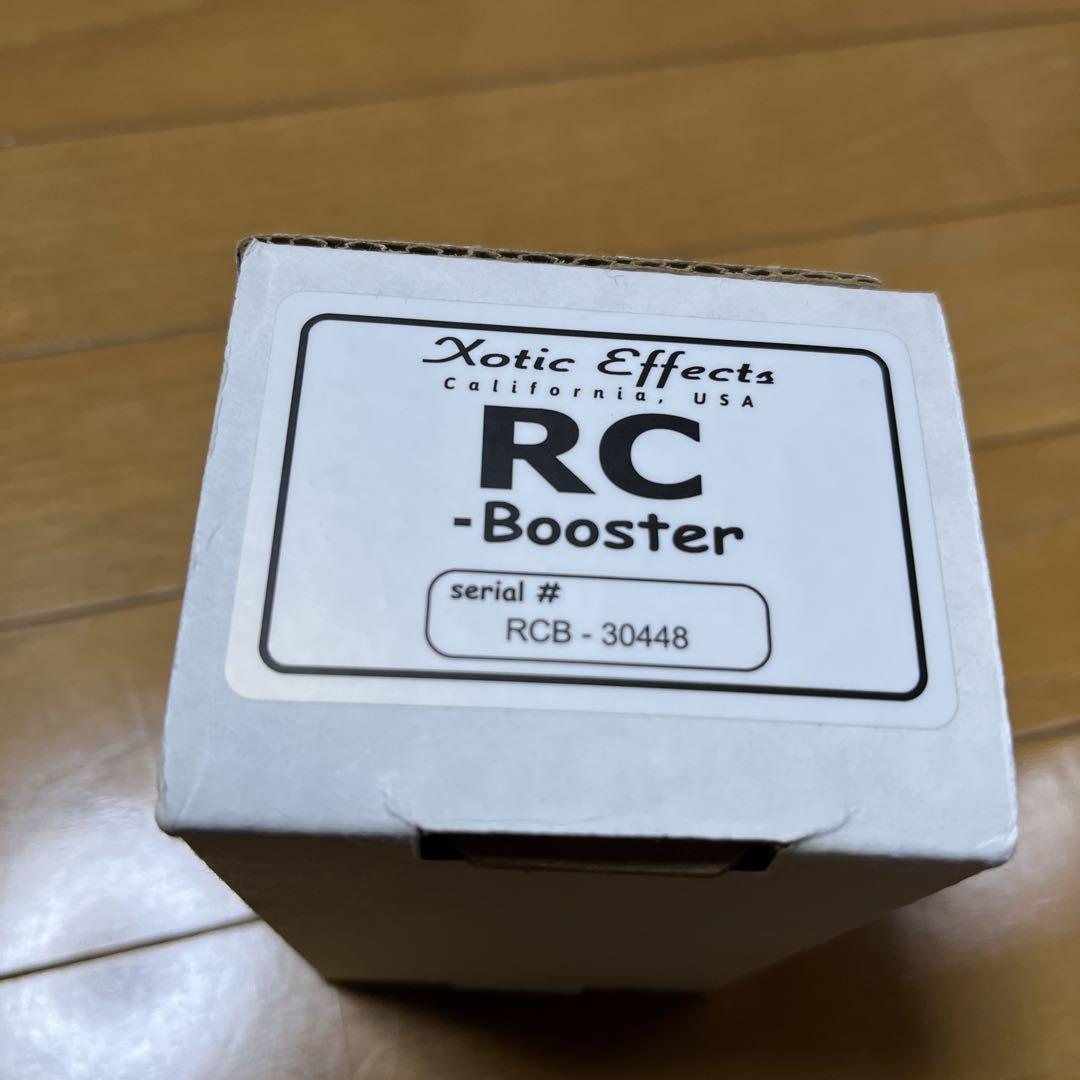 Xotic Effects
California, USA
RC
-Booster
serial #
RCB - 30448